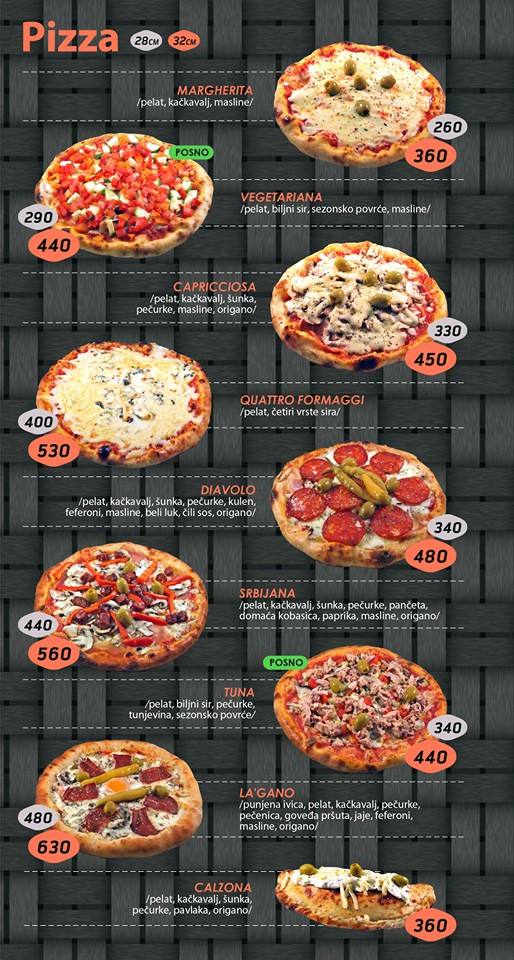 Pizza 28CM 32CM
MARGHERITA
/pelat, kačkavalj, masline/
260
360
POSNO
VEGETARIANA
/pelat, biljni sir, sezonsko povrće, masline/
290
440
CAPRICCIOSA
/pelat, kačkavalj, šunka,
pečurke, masline, origano/
330
450
QUATTRO FORMAGGI
/pelat, četiri vrste sira/
400
530
DIAVOLO
/pelat, kačkavalj, šunka, pečurke, kulen,
feferoni, masline, beli luk, čili sos, origano/
340
480
SRBIJANA
/pelat, kačkavalj, šunka, pečurke, pančeta,
domaća kobasica, paprika, masline, origano/
440
560
POSNO
TUNA
/pelat, biljni sir, pečurke,
tunjevina, sezonsko povrće/
340
440
LA'GANO
/punjena ivica, pelat, kačkavalj, pečurke,
pečenica, goveđa pršuta, jaje, feferoni,
masline, origano/
480
630
CALZONA
/pelat, kačkavalj, šunka,
pečurke, pavlaka, origano/
360